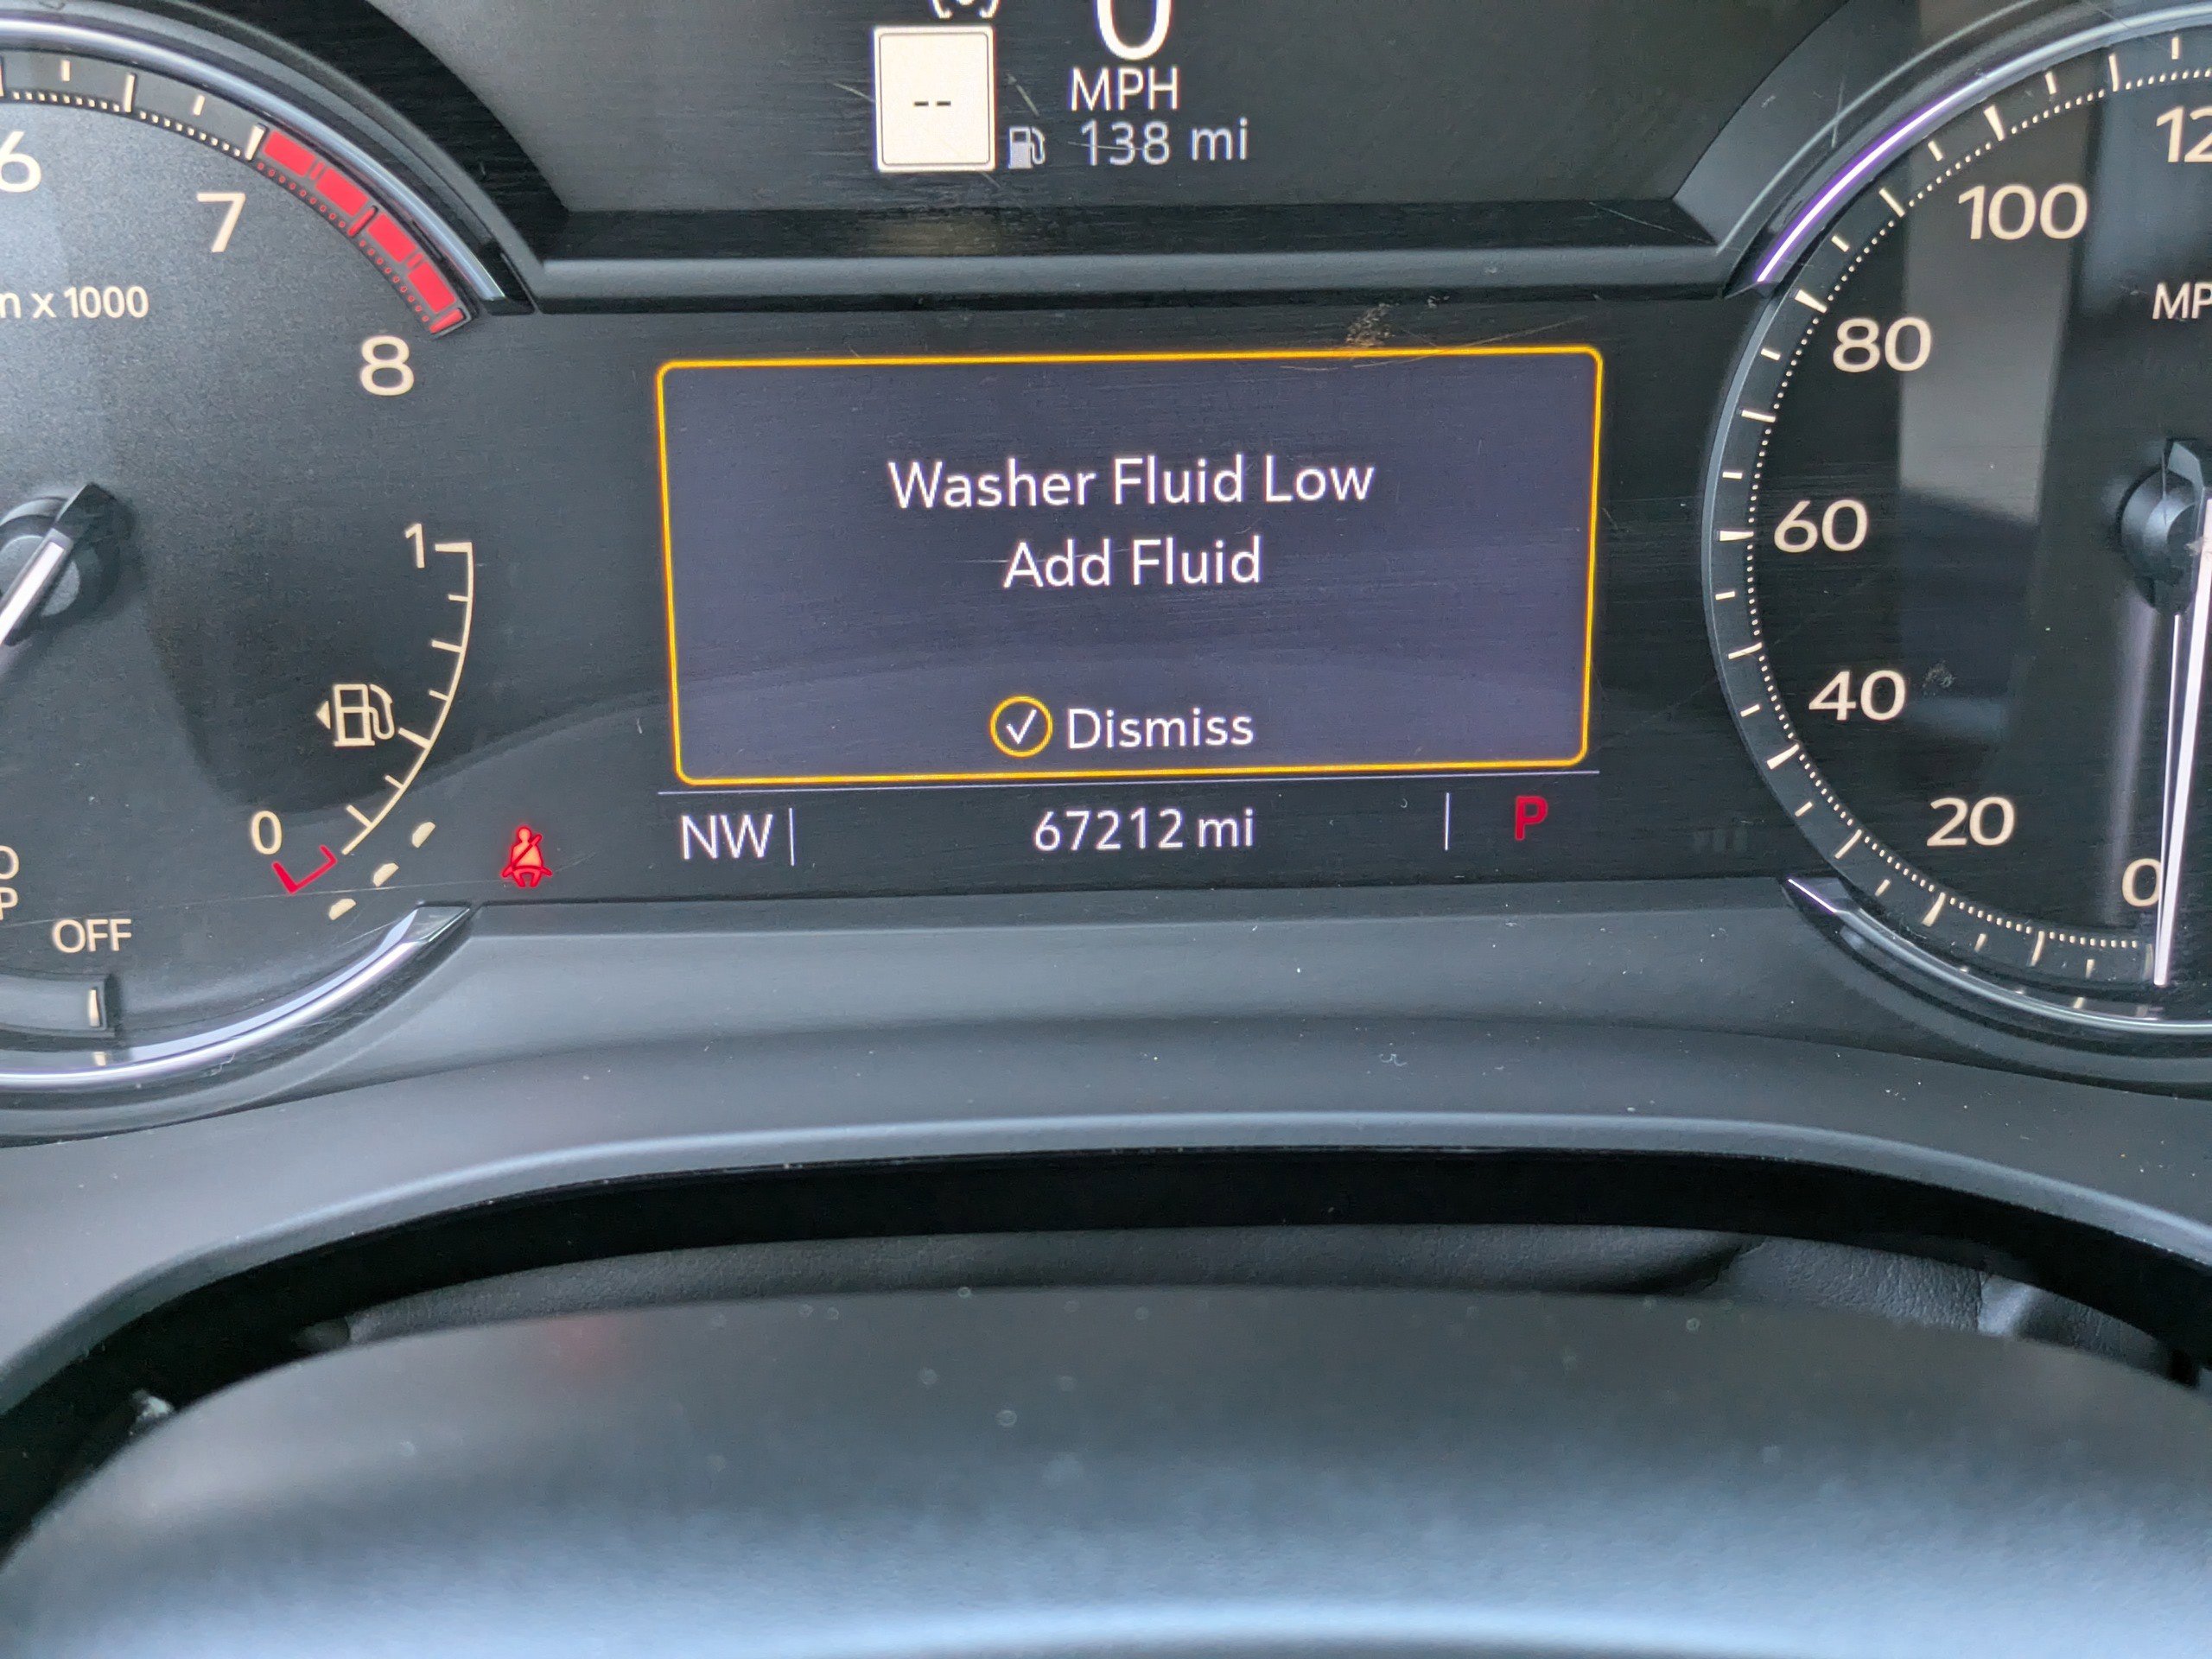 0
MPH
--
138 mi
6
7
x 1000
8
1
0
OFF
Washer Fluid Low
Add Fluid
Dismiss
NW
67212 mi
P
100
80
60
40
20
0